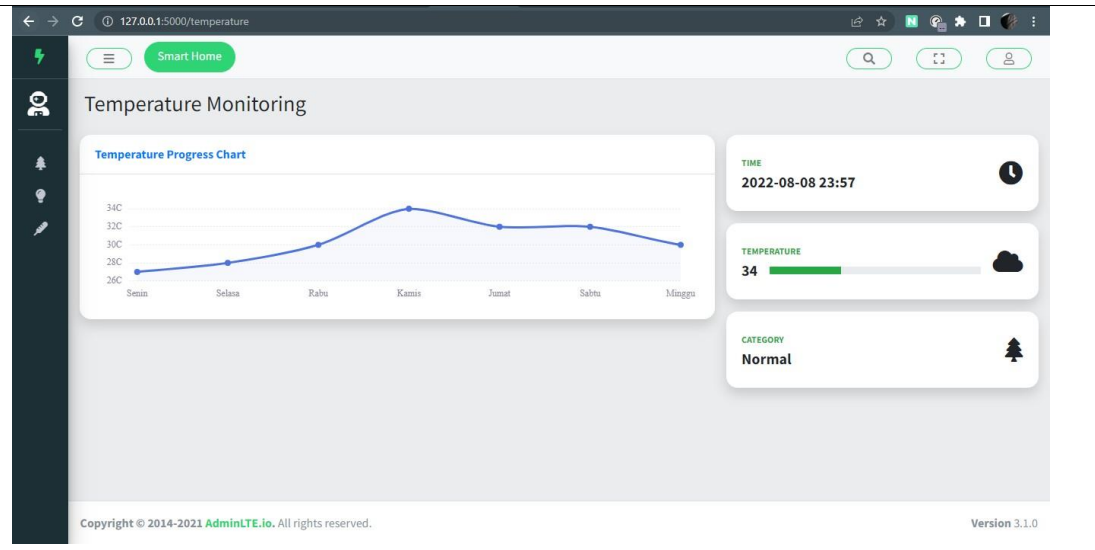 127.0.0.1:5000/temperature
Smart Home
Temperature Monitoring
Temperature Progress Chart
34C
32C
30C
28C
26C
Senin Selasa Rabu Kamis Jumat Sabtu Minggu
TIME
2022-08-08 23:57
TEMPERATURE
34
CATEGORY
Normal
Copyright © 2014-2021 AdminLTE.io. All rights reserved. Version 3.1.0